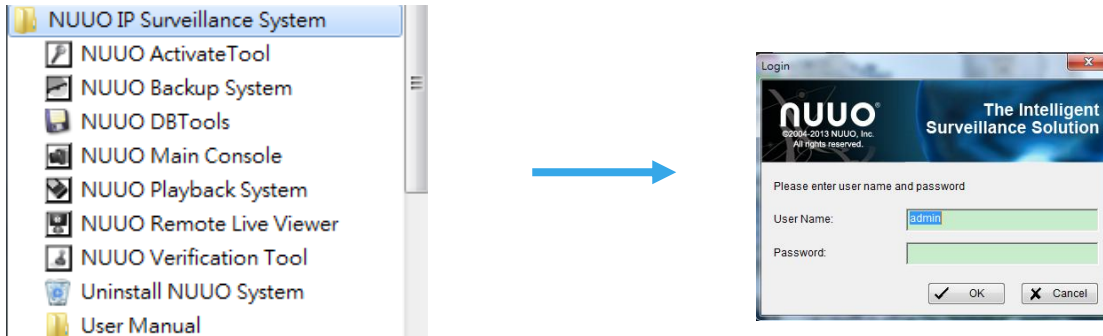 NUUO IP Surveillance System
NUUO ActivateTool
NUUO Backup System
NUUO DBTools
NUUO Main Console
NUUO Playback System
NUUO Remote Live Viewer
NUUO Verification Tool
Uninstall NUUO System
User Manual
Login
nuuo®
©2004-2013 NUUO, Inc.
All rights reserved.
The Intelligent
Surveillance Solution
Please enter user name and password
User Name:
admin
Password:
OK
Cancel